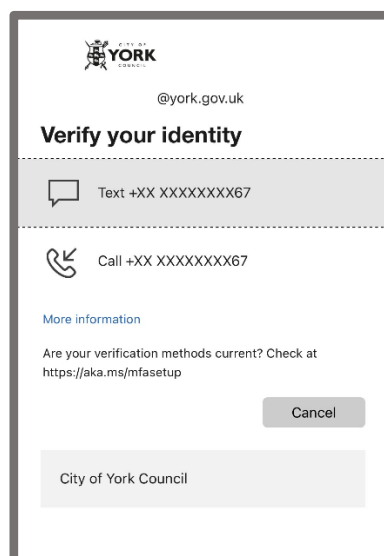 CITY OF
YORK
COUNCIL
@york.gov.uk
Verify your identity
Text +XX XXXXXXXX67
Call +XX XXXXXXXX67
More information
Are your verification methods current? Check at
https://aka.ms/mfasetup
Cancel
City of York Council